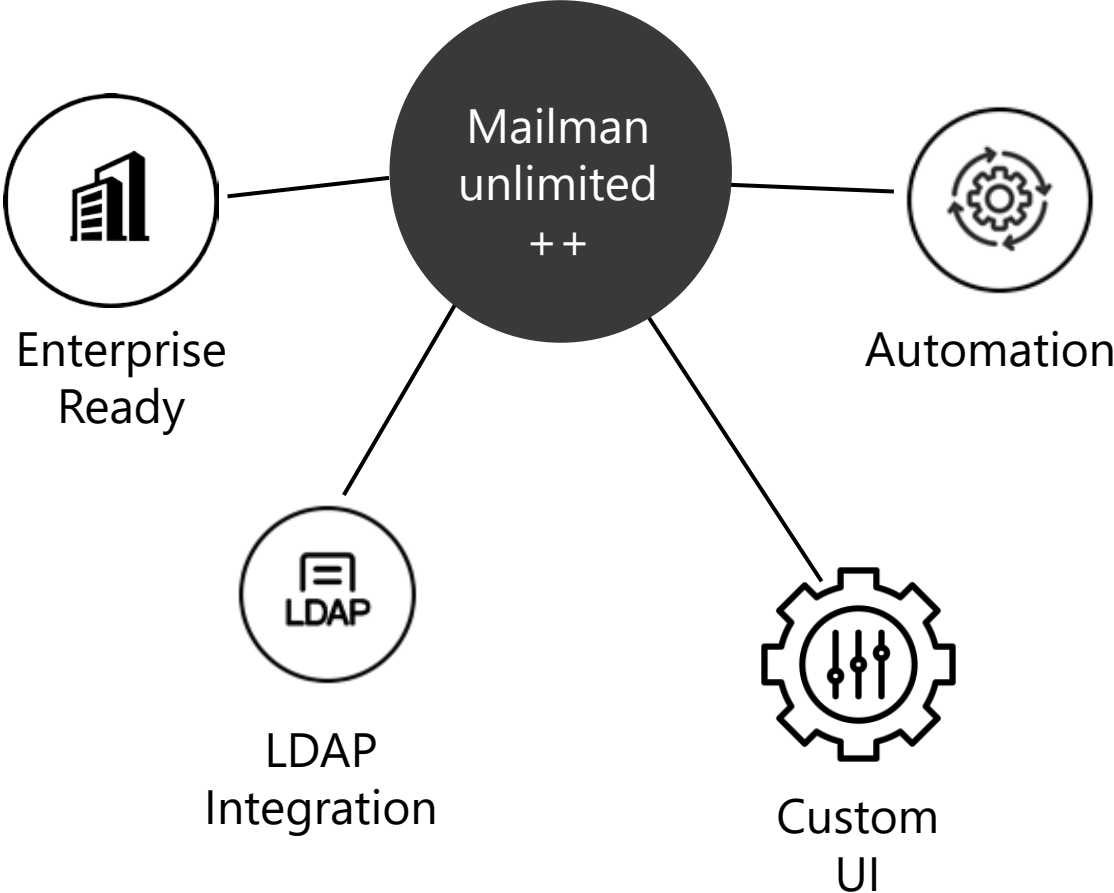 Mailman
unlimited
++
Enterprise
Ready
Automation
LDAP
LDAP
Integration
Custom
UI